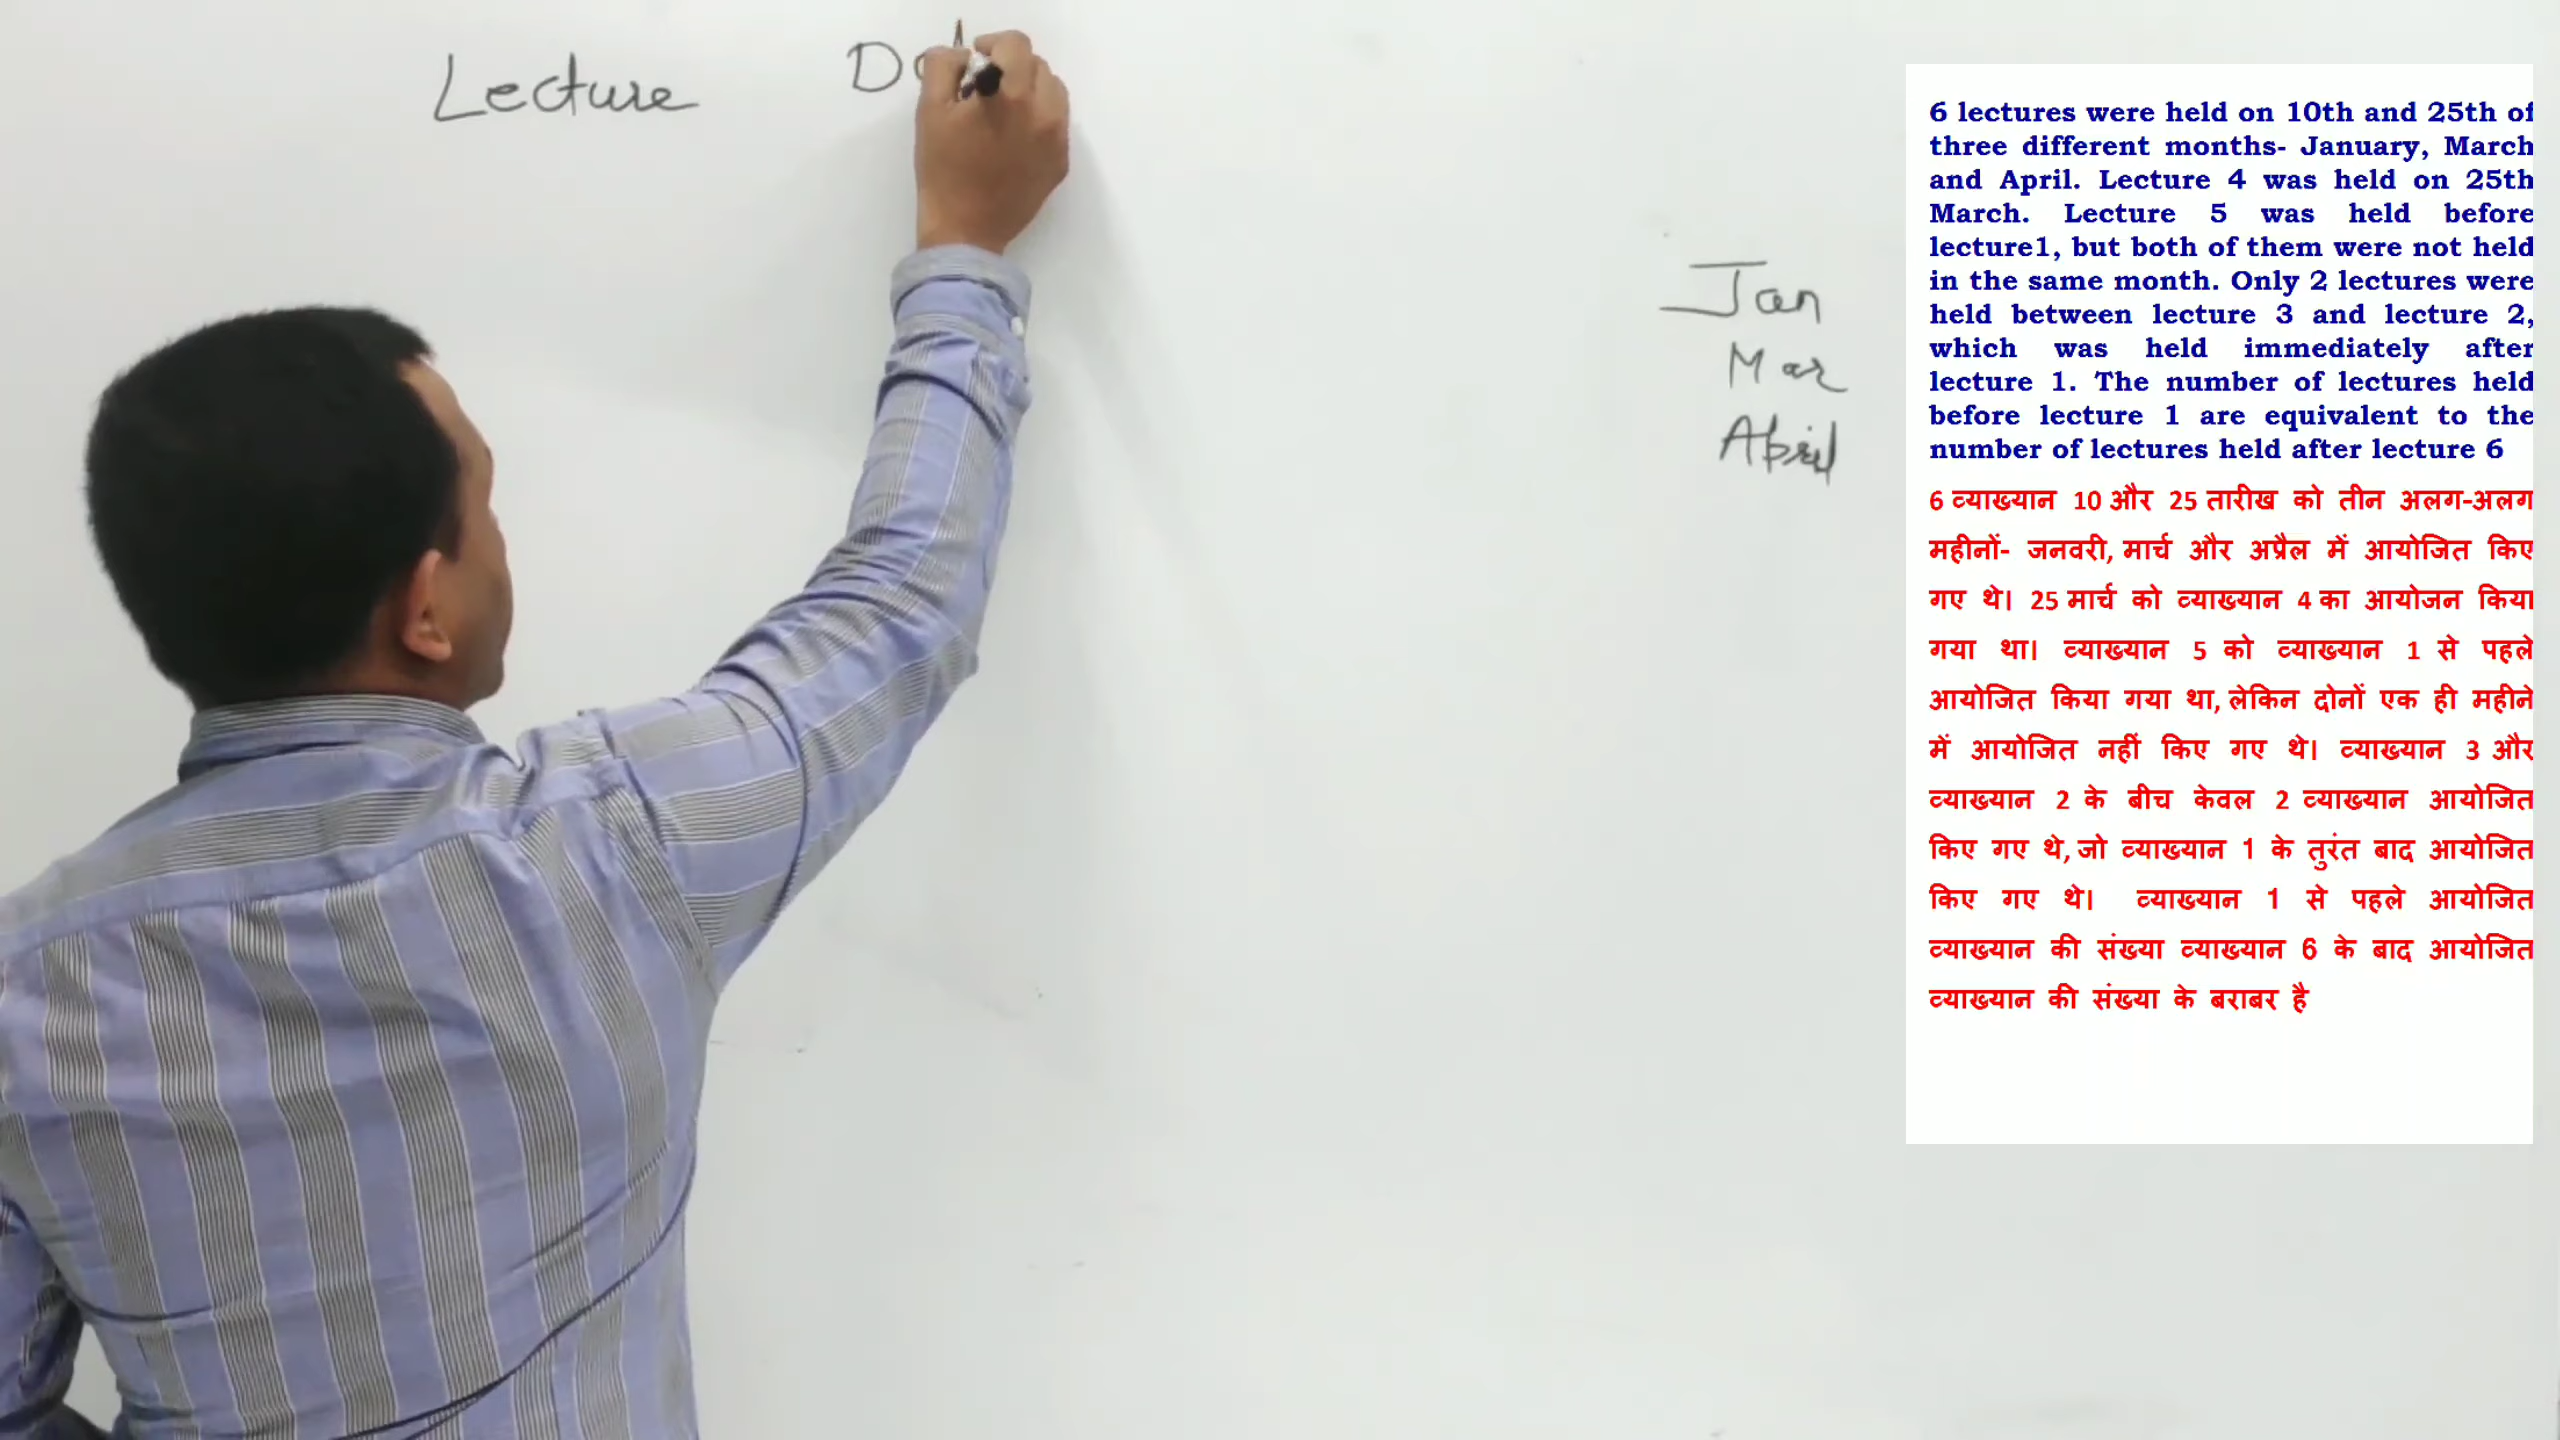 Lecture
Jan
Mar
April
6 lectures were held on 10th and 25th of
three different months- January, March
and April. Lecture 4 was held on 25th
March. Lecture 5 was held before
lecture1, but both of them were not held
in the same month. Only 2 lectures were
held between lecture 3 and lecture 2,
which was held immediately after
lecture 1. The number of lectures held
before lecture 1 are equivalent to the
number of lectures held after lecture 6
6 व्याख्यान 10 और 25 तारीख को तीन अलग-अलग
महीनों- जनवरी, मार्च और अप्रैल में आयोजित किए
गए थे। 25 मार्च को व्याख्यान 4 का आयोजन किया
गया था। व्याख्यान 5 को व्याख्यान 1 से पहले
आयोजित किया गया था, लेकिन दोनों एक ही महीने
में आयोजित नहीं किए गए थे। व्याख्यान 3 और
व्याख्यान 2 के बीच केवल 2 व्याख्यान आयोजित
किए गए थे, जो व्याख्यान 1 के तुरंत बाद आयोजित
किए गए थे। व्याख्यान 1 से पहले आयोजित
व्याख्यान की संख्या व्याख्यान 6 के बाद आयोजित
व्याख्यान की संख्या के बराबर है